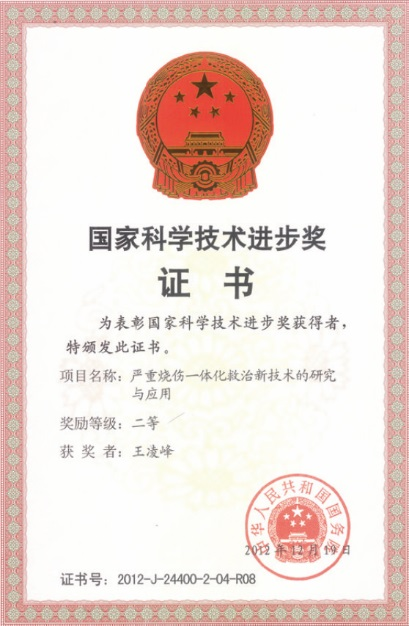 国家科学技术进步奖
证书
为表彰国家科学技术进步奖获得者，
特颁发此证书。
项目名称：严重烧伤一体化救治新技术的研究
与应用
奖励等级：二等
获奖者：王凌峰
中华人民共和国国务院
2012年12月19日
证书号：2012-J-24400-2-04-R08